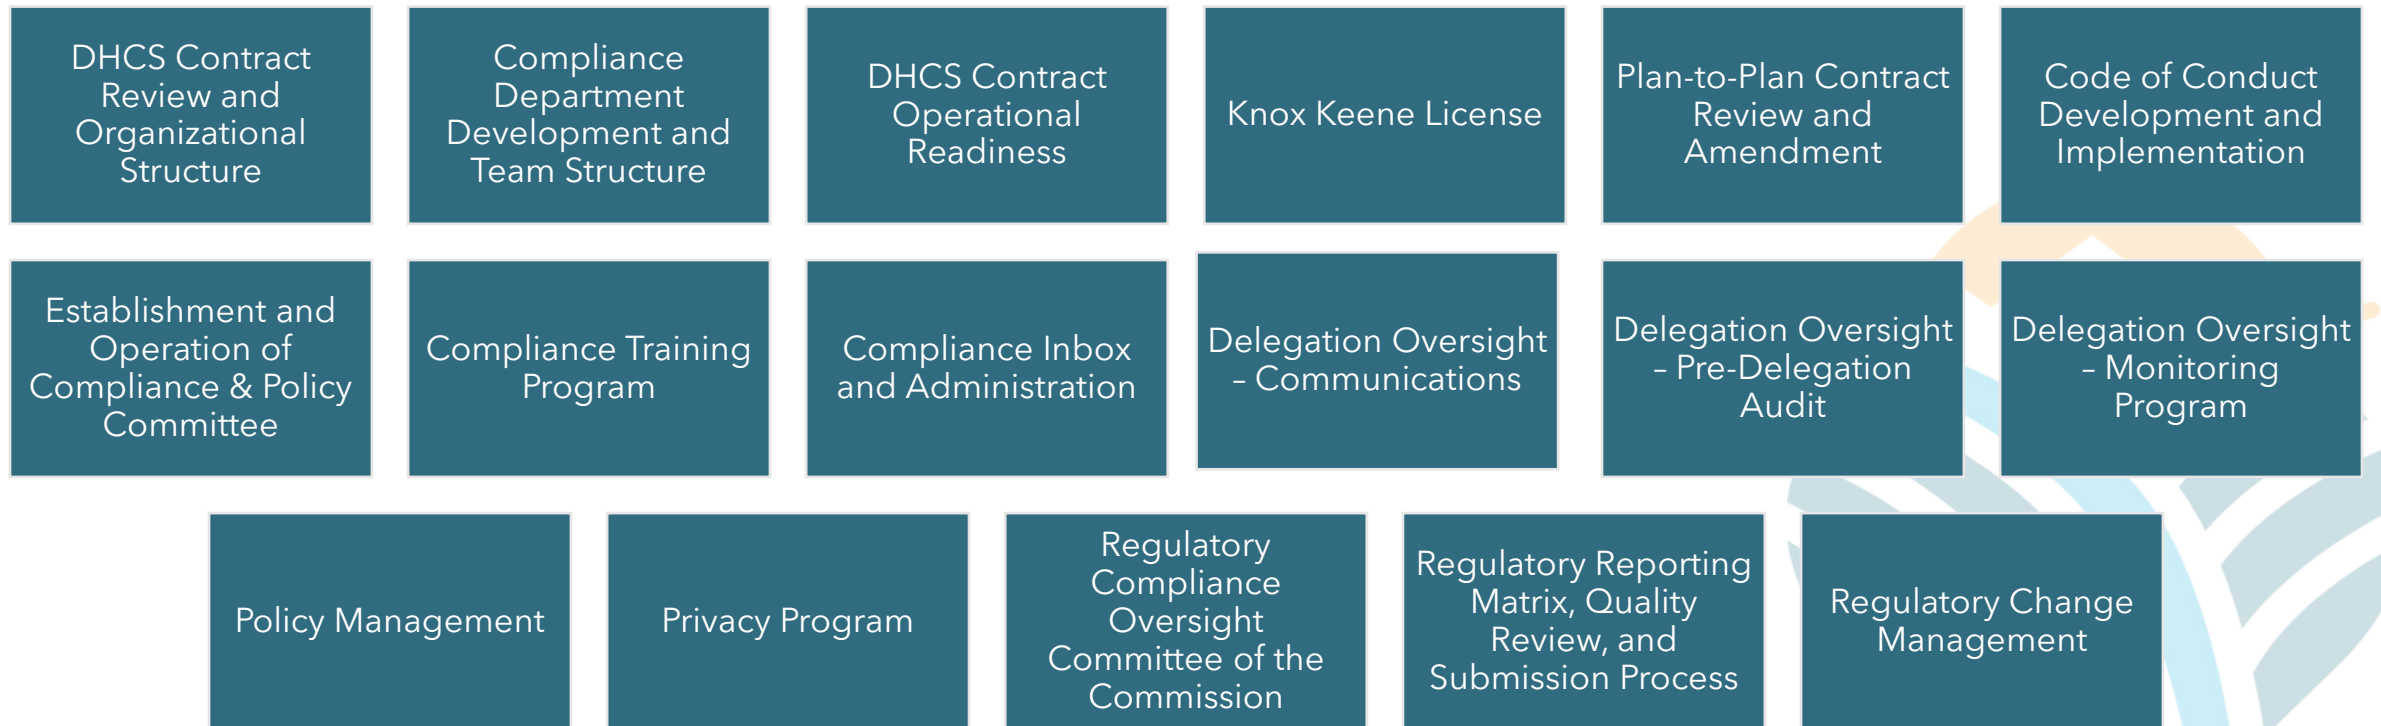 DHCS Contract
Review and
Organizational
Structure
Compliance
Department
Development and
Team Structure
DHCS Contract
Operational
Readiness
Knox Keene License
Plan-to-Plan Contract
Review and
Amendment
Code of Conduct
Development and
Implementation
Establishment and
Operation of
Compliance & Policy
Committee
Compliance Training
Program
Compliance Inbox
and Administration
Delegation Oversight
– Communications
Delegation Oversight
– Pre-Delegation
Audit
Delegation Oversight
– Monitoring
Program
Policy Management
Privacy Program
Regulatory
Compliance
Oversight
Committee of the
Commission
Regulatory Reporting
Matrix, Quality
Review, and
Submission Process
Regulatory Change
Management